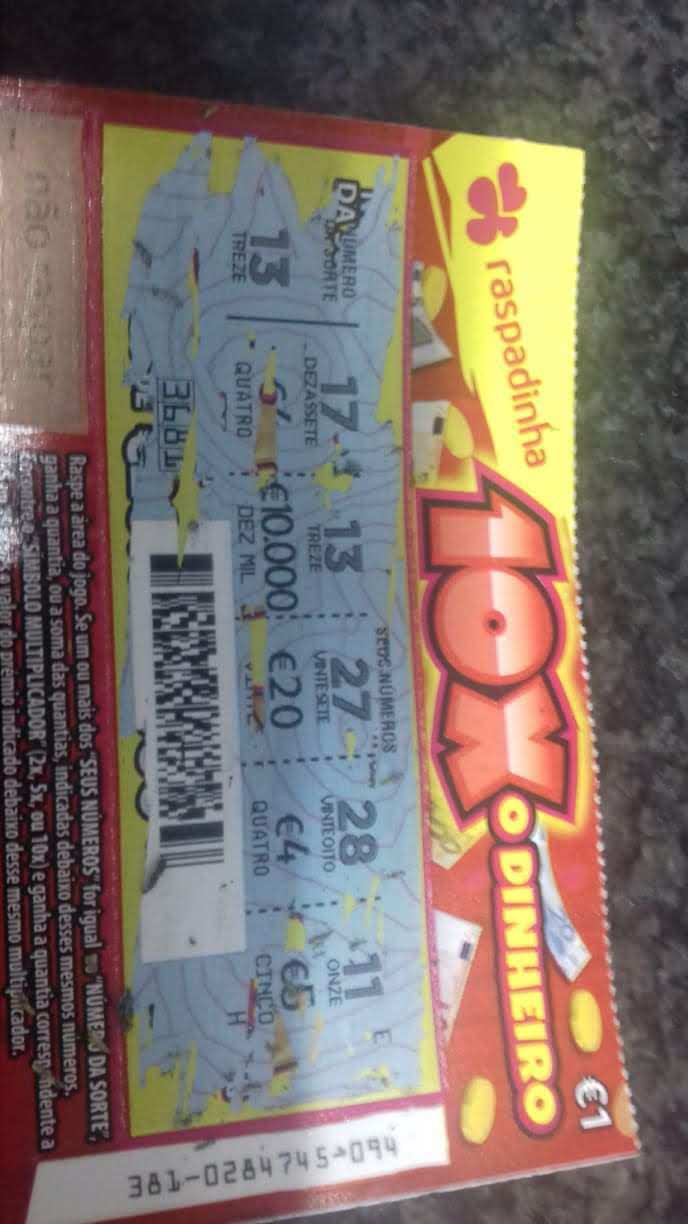 raspadinha
10X
O DINHEIRO
€1
SEUS NÚMEROS
NÚMERO
DA SORTE
13
TREZE
17
DEZASSETE
QUATRO
13
TREZE
€10.000
DEZ MIL
27
VINTESETE
€20
28
VINTEOITO
€4
QUATRO
11
ONZE
€5
CINCO
E
H
381-0284745-094
não raspar
Raspe a área do jogo. Se um ou mais dos "SEUS NÚMEROS" for igual ao "NÚMERO DA SORTE",
ganha a quantia, ou a soma das quantias, indicadas debaixo desses mesmos números.
"SÍMBOLO MULTIPLICADOR" (2x, 5x, ou 10x) e ganha a quantia correspondente a
valor do prémio indicado debaixo desse mesmo multiplicador.